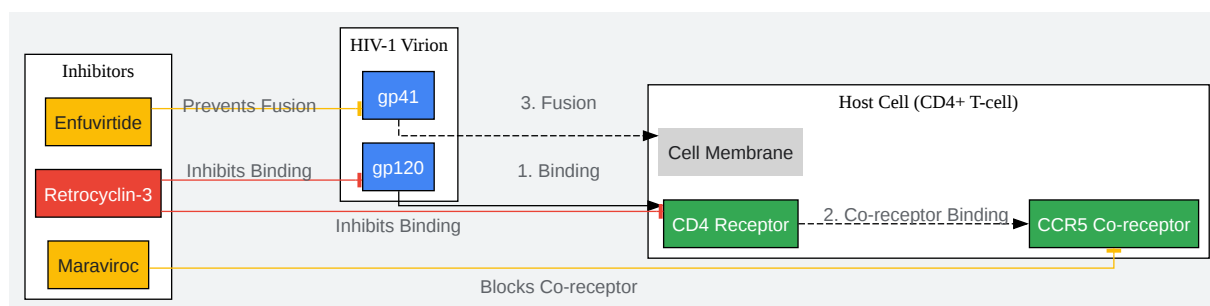 HIV-1 Virion
Inhibitors
gp41
3. Fusion
Host Cell (CD4+ T-cell)
Prevents Fusion
Enfuvirtide
Cell Membrane
gp120
1. Binding
Inhibits Binding
Retrocyclin-3
Inhibits Binding
CD4 Receptor
2. Co-receptor Binding
CCR5 Co-receptor
Maraviroc
Blocks Co-receptor